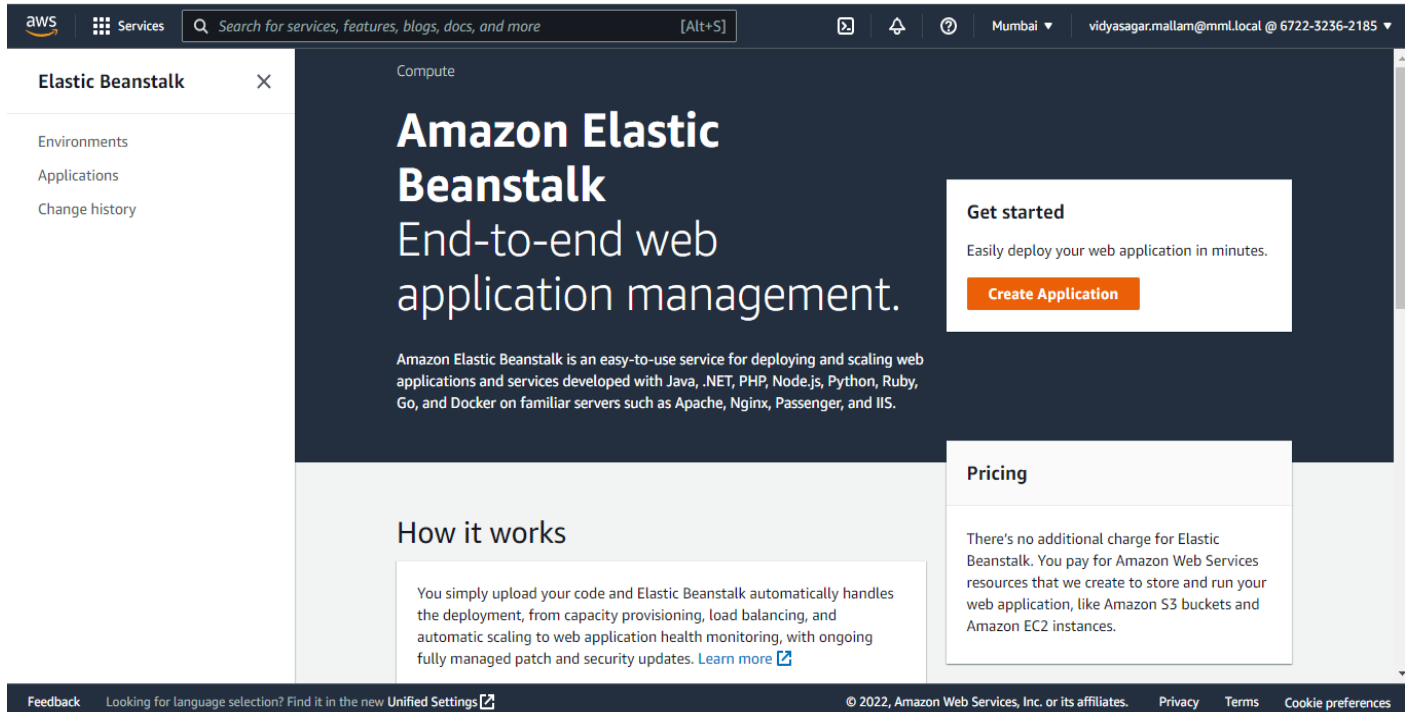 aws
Services
Search for services, features, blogs, docs, and more
[Alt+S]
Mumbai
vidyasagar.mallam@mml.local @ 6722-3236-2185
Elastic Beanstalk
Environments
Applications
Change history
Compute
Amazon Elastic
Beanstalk
End-to-end web
application management.
Amazon Elastic Beanstalk is an easy-to-use service for deploying and scaling web
applications and services developed with Java, .NET, PHP, Node.js, Python, Ruby,
Go, and Docker on familiar servers such as Apache, Nginx, Passenger, and IIS.
Get started
Easily deploy your web application in minutes.
Create Application
Pricing
There's no additional charge for Elastic
Beanstalk. You pay for Amazon Web Services
resources that we create to store and run your
web application, like Amazon S3 buckets and
Amazon EC2 instances.
How it works
You simply upload your code and Elastic Beanstalk automatically handles
the deployment, from capacity provisioning, load balancing, and
automatic scaling to web application health monitoring, with ongoing
fully managed patch and security updates. Learn more
Feedback
Looking for language selection? Find it in the new Unified Settings
© 2022, Amazon Web Services, Inc. or its affiliates.
Privacy
Terms
Cookie preferences